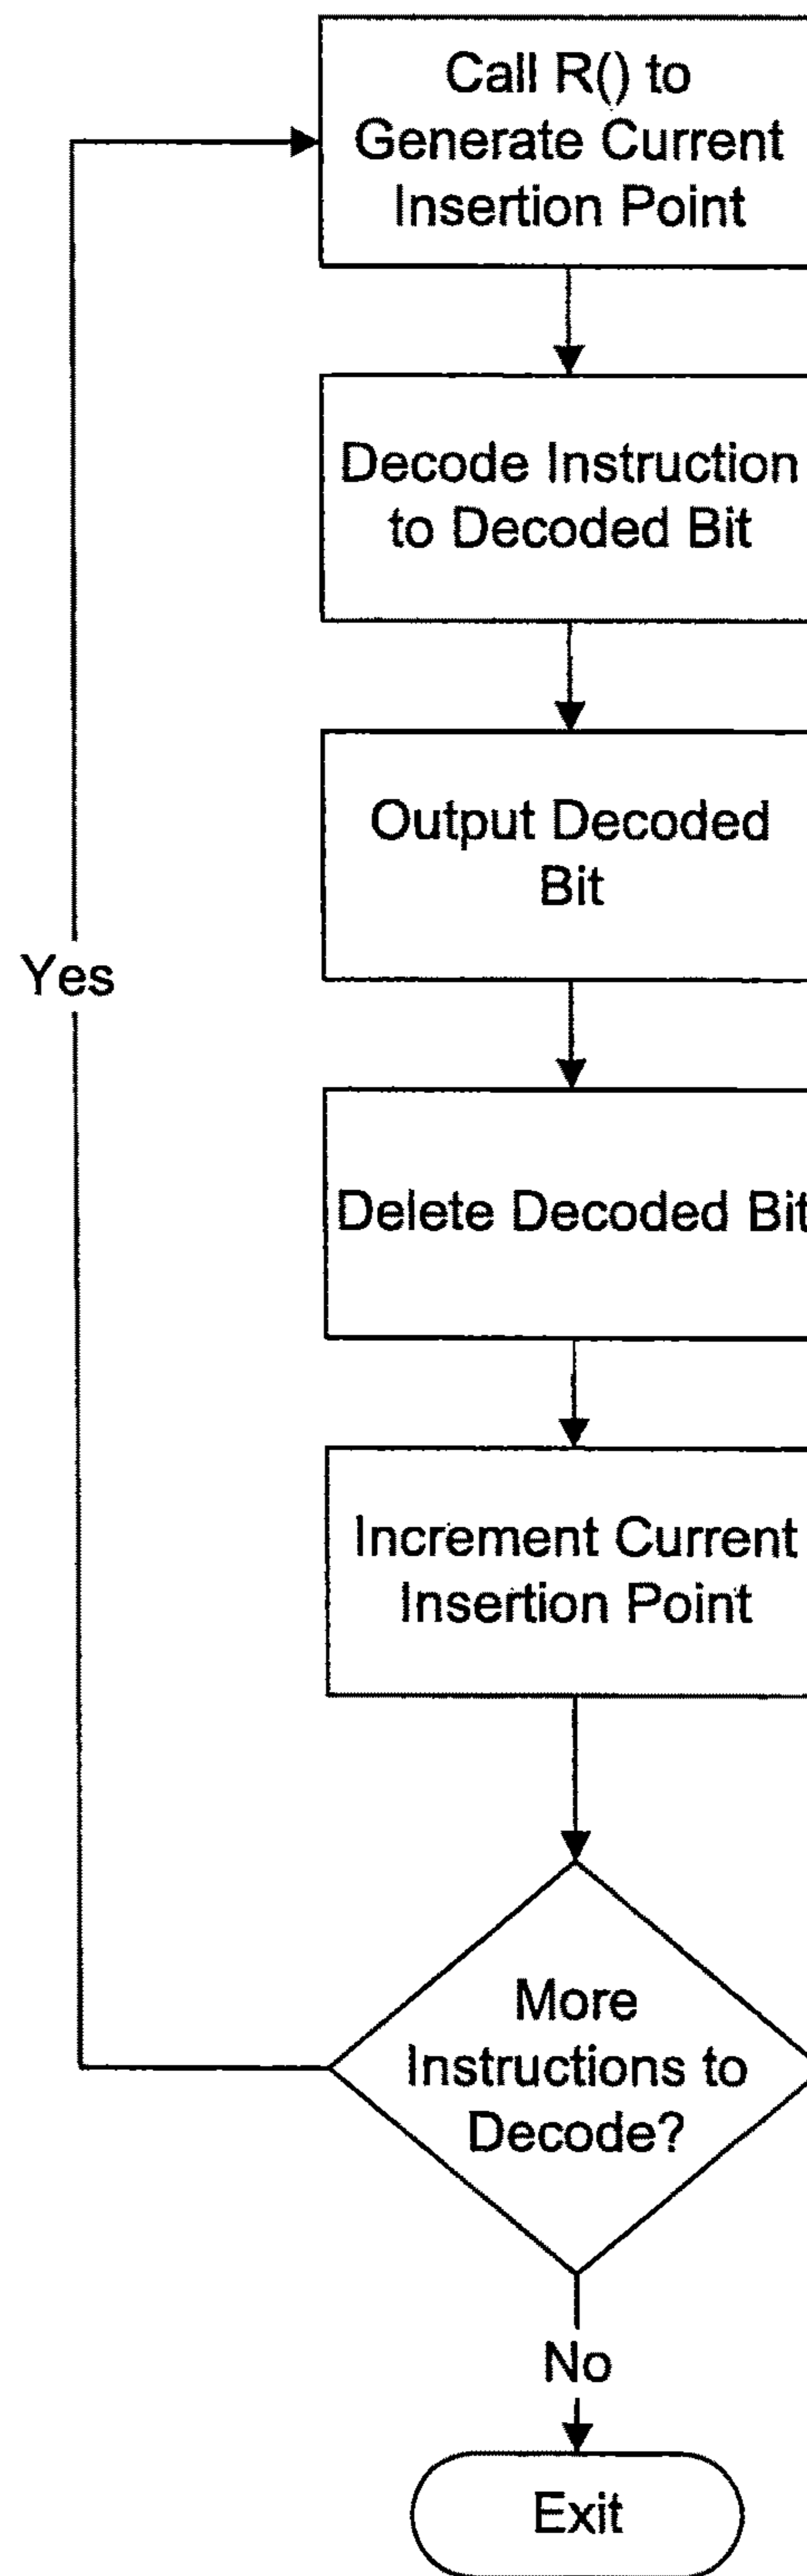 Call R() to
Generate Current
Insertion Point
Decode Instruction
to Decoded Bit
Output Decoded
Bit
Yes
Delete Decoded Bit
Increment Current
Insertion Point
More
Instructions to
Decode?
No
Exit